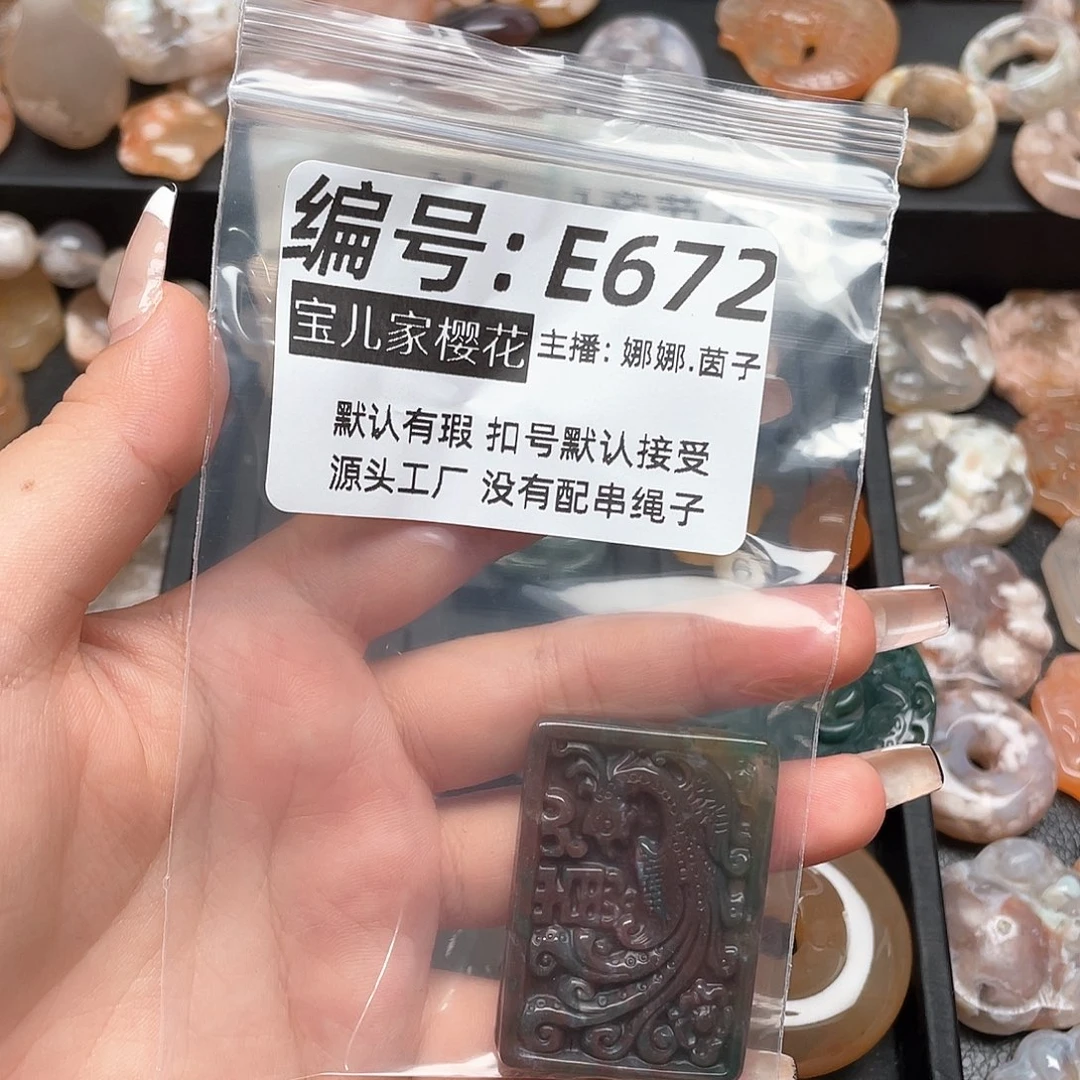 编号：E672
宝儿家樱花 主播：娜娜.茵子
默认有瑕 扣号默认接受
源头工厂 没有配串绳子